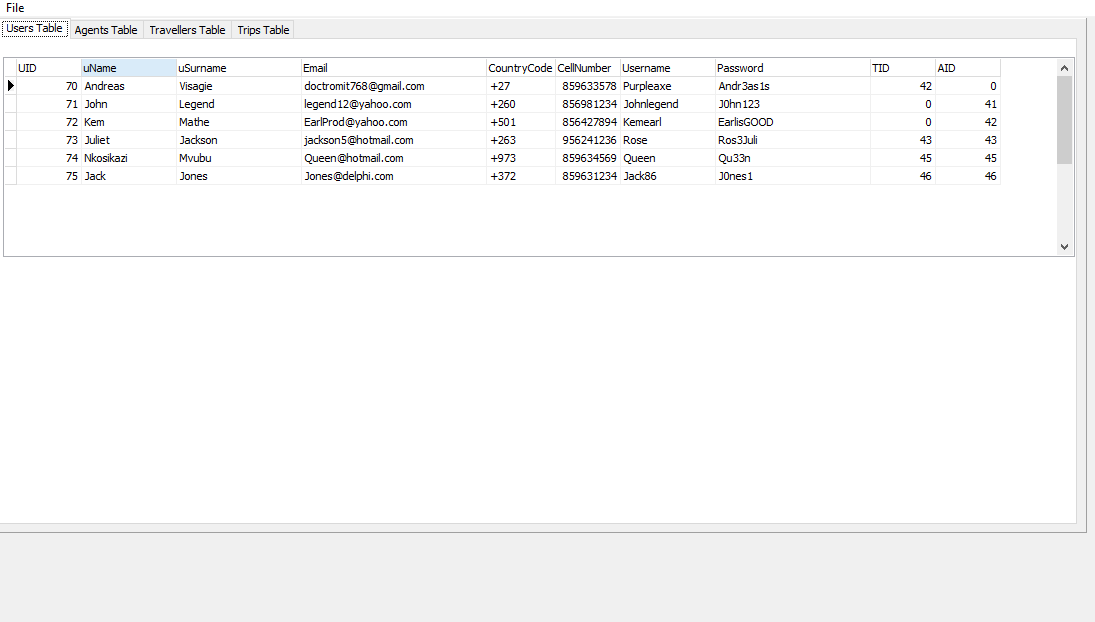 File
Users Table Agents Table Travellers Table Trips Table
UID uName uSurname Email CountryCode CellNumber Username Password TID AID
70 Andreas Visagie doctromit768@gmail.com +27 859633578 Purpleaxe Andr3as1s 42 0
71 John Legend legend12@yahoo.com +260 856981234 Johnlegend J0hn123 0 41
72 Kem Mathe EarlProd@yahoo.com +501 856427894 Kemearl EarlisGOOD 0 42
73 Juliet Jackson jackson5@hotmail.com +263 956241236 Rose Ros3Juli 43 43
74 Nkosikazi Mvubu Queen@hotmail.com +973 859634569 Queen Qu33n 45 45
75 Jack Jones Jones@delphi.com +372 859631234 Jack86 J0nes1 46 46